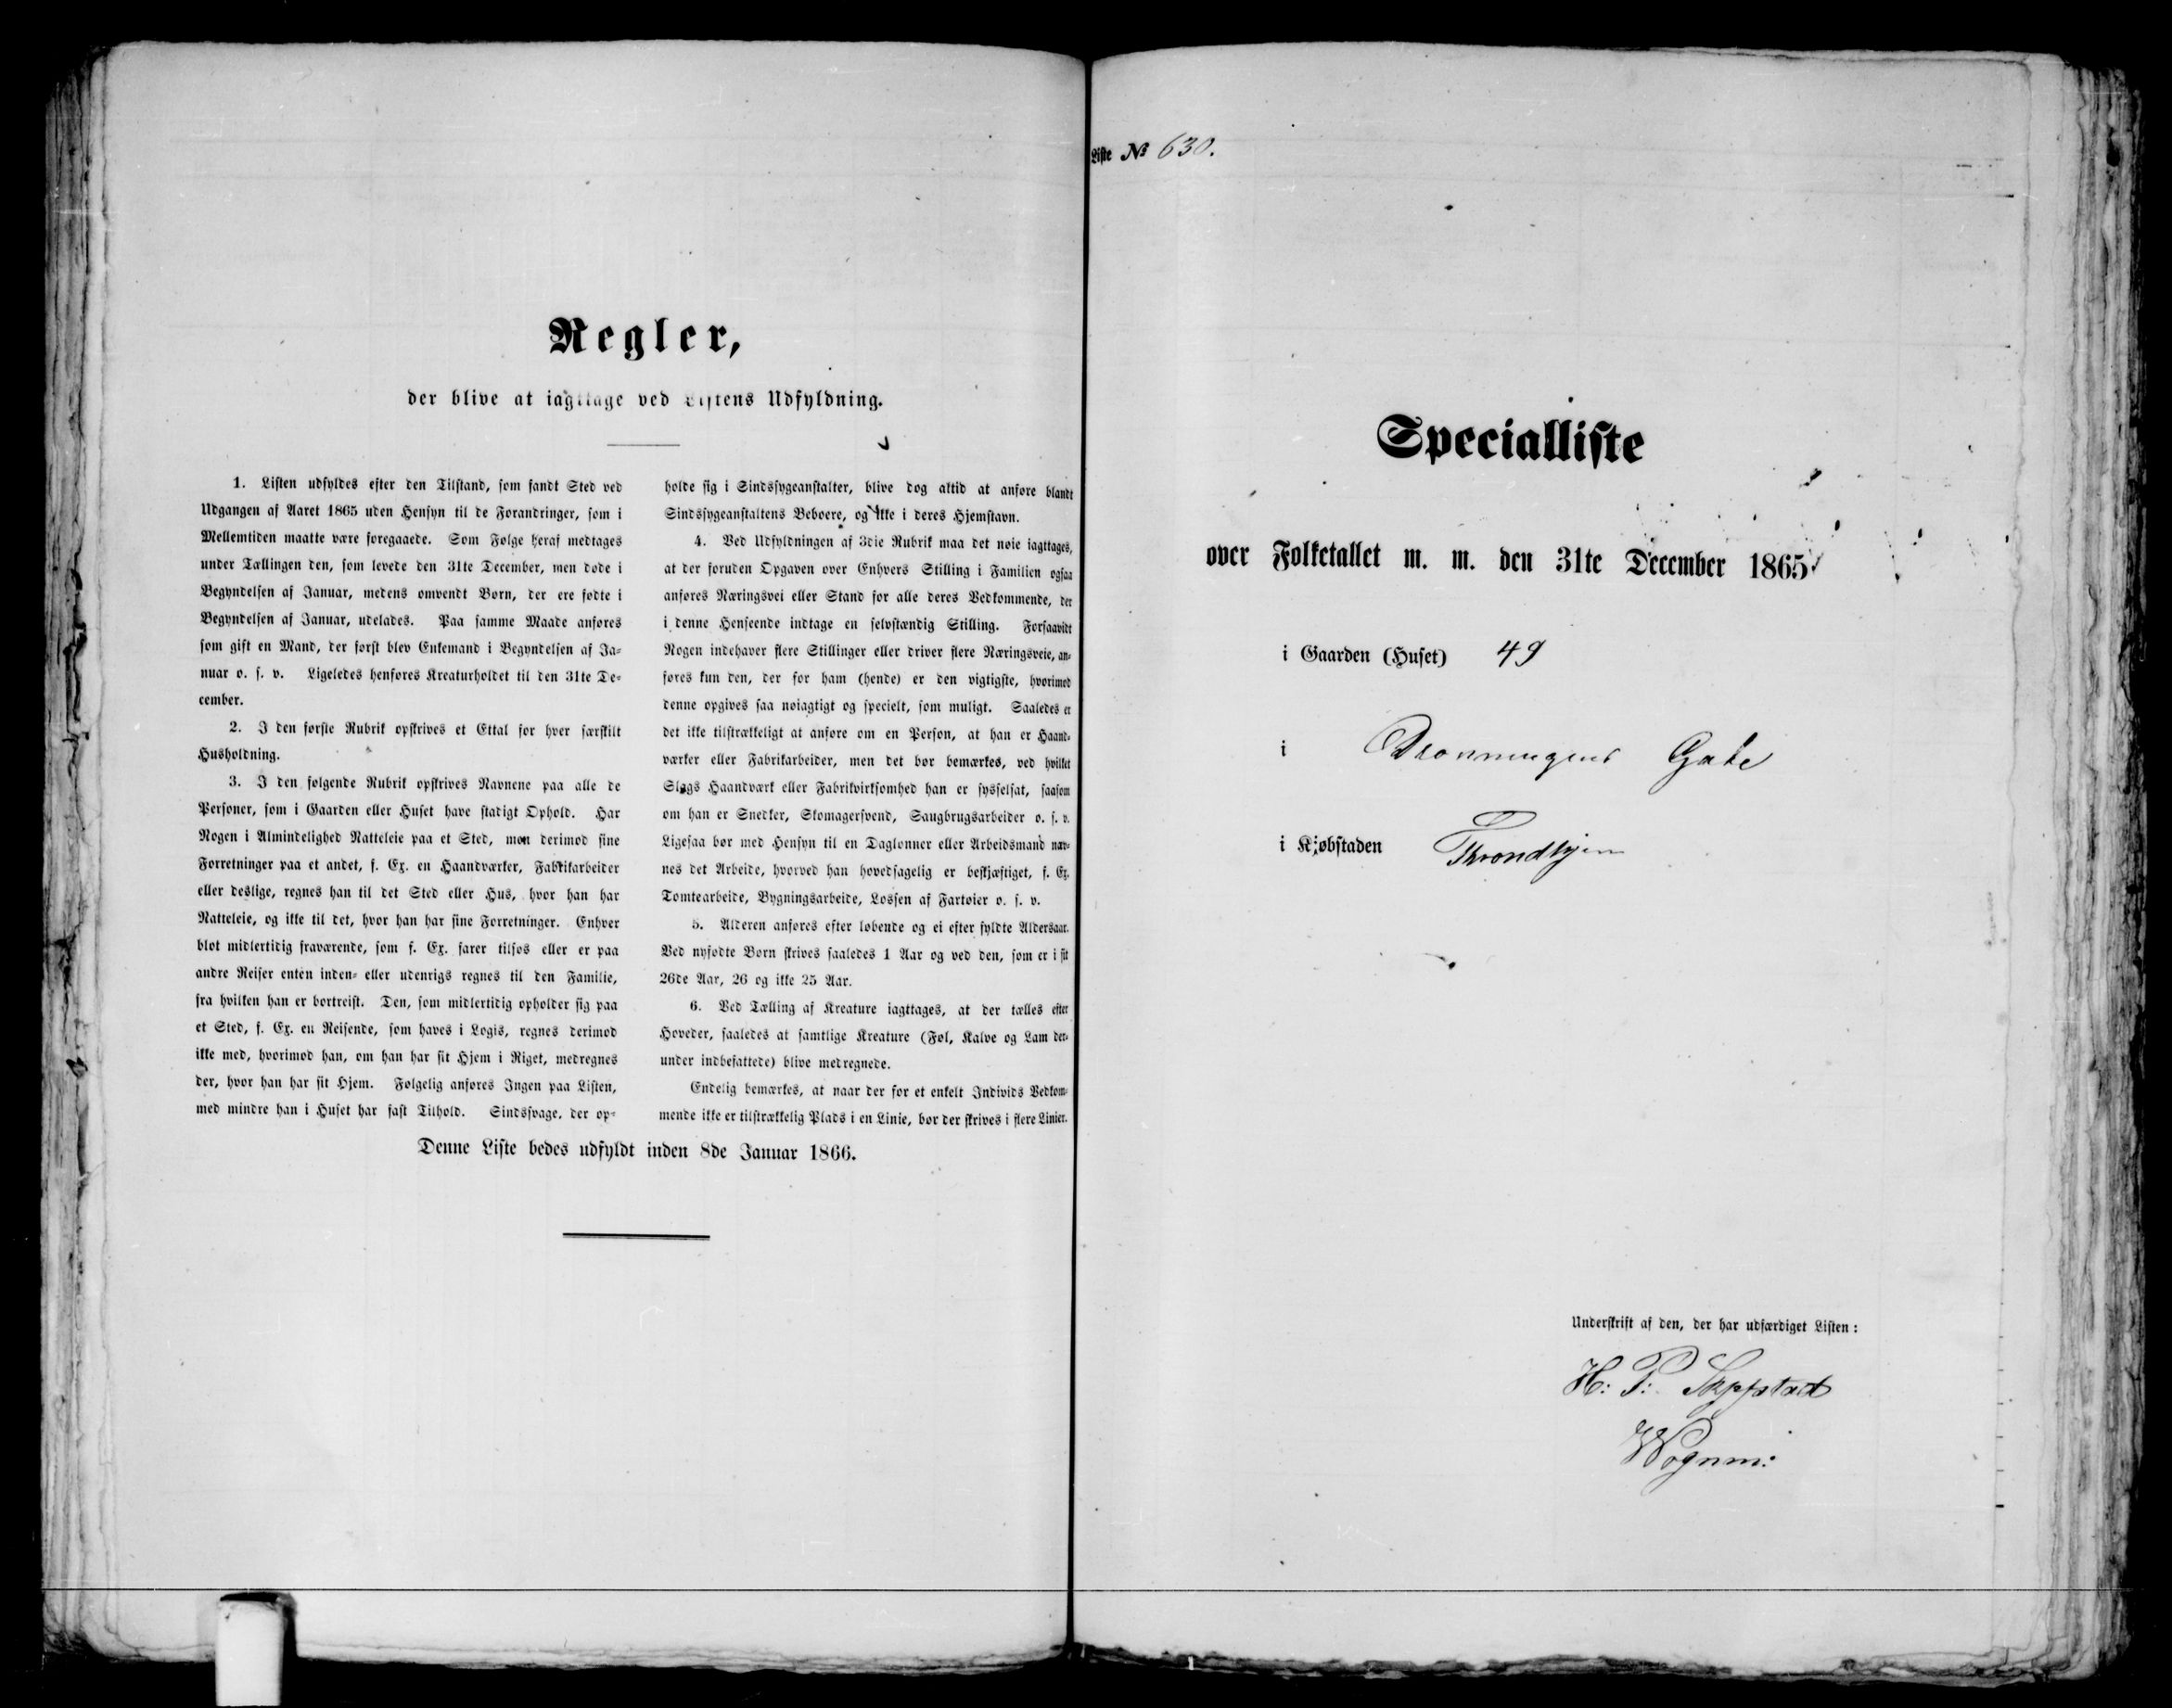 Regler,
der blive at iagttage ved Listens Udfyldning.
1. Listen udfyldes efter den Tilstand, som fandt Sted ved
Udgangen af Aaret 1865 uden Hensyn til de Forandringer, som i
Mellemtiden maatte være foregaaede. Som Følge heraf medtages
under Tællingen den, som levede den 31te December, men døde i
Begyndelsen af Januar, medens omvendt Børn, der ere fødte i
Begyndelsen af Januar, udelades. Paa samme Maade anføres
som gift en Mand, der først blev Enkemand i Begyndelsen af Ja-
nuar o. s. v. Ligeledes henføres Kreaturholdet til den 31te De-
cember.
2. I den første Rubrik opskrives et Ettal for hver særskilt
Husholdning.
3. I den følgende Rubrik opskrives Navnene paa alle de
Personer, som i Gaarden eller Huset have stadigt Ophold. Har
Nogen i Almindelighed Natteleie paa et Sted, men derimod sine
Forretninger paa et andet, f. Ex. en Haandværker, Fabrikarbeider
eller deslige, regnes han til det Sted eller Hus, hvor han har
Natteleie, og ikke til det, hvor han har sine Forretninger. Enhver
blot midlertidig fraværende, som f. Ex. farer tilsøs eller er paa
andre Reiser enten inden- eller udenrigs regnes til den Familie,
fra hvilken han er bortreist. Den, som midlertidig opholder sig paa
et Sted, f. Ex. en Reisende, som haves i Logis, regnes derimod
ikke med, hvorimod han, om han har sit Hjem i Riget, medregnes
der, hvor han har sit Hjem. Følgelig anføres Ingen paa Listen,
med mindre han i Huset har fast Tilhold. Sindssvage, der op-
holde sig i Sindssygeanstalter, blive dog altid at anføre blandt
Sindssygeanstaltens Beboere, og ikke i deres Hjemstavn.
4. Ved Udfyldningen af 3die Rubrik maa det nøie iagttages,
at der foruden Opgaven over Enhvers Stilling i Familien ogsaa
anføres Næringsvei eller Stand for alle deres Vedkommende, der
i denne Henseende indtage en selvstændig Stilling. Forsaavidt
Nogen indehaver flere Stillinger eller driver flere Næringsveie, an-
føres kun den, der for ham (hende) er den vigtigste, hvorimod
denne opgives saa nøiagtigt og specielt, som muligt. Saaledes er
det ikke tilstrækkeligt at anføre om en Person, at han er Haand-
værker eller Fabrikarbeider, men det bør bemærkes, ved hvilket
Slags Haandværk eller Fabrikvirksomhed han er sysselsat, saasom
om han er Snedker, Skomagersvend, Saugbrugsarbeider o. s. v.
Ligesaa bør med Hensyn til en Daglønner eller Arbeidsmand næv-
nes det Arbeide, hvorved han hovedsagelig er beskjæftiget, f. Ex.
Tomtearbeide, Bygningsarbeide, Lossen af Fartøier o. s. v.
5. Alderen anføres efter løbende og ei efter fyldte Aldersaar.
Ved nyfødte Børn skrives saaledes 1 Aar og ved den, som er i sit
26de Aar, 26 og ikke 25 Aar.
6. Ved Tælling af Kreature iagttages, at der tælles efter
Hoveder, saaledes at samtlige Kreature (Føl, Kalve og Lam der-
under indbefattede) blive medregnede.
Endelig bemærkes, at naar der for et enkelt Individs Vedkom-
mende ikke er tilstrækkelig Plads i en Linie, bør der skrives i flere Linier.
Denne Liste bedes udfyldt inden 8de Januar 1866.
Liste № 630.
Specialliste
over Folketallet m. m. den 31te December 1865
i Gaarden (Huset) 49
i Dronningens Gate
i Kjøbstaden Throndhjem
Underskrift af den, der har udfærdiget Listen:
H: P:
Wognm: